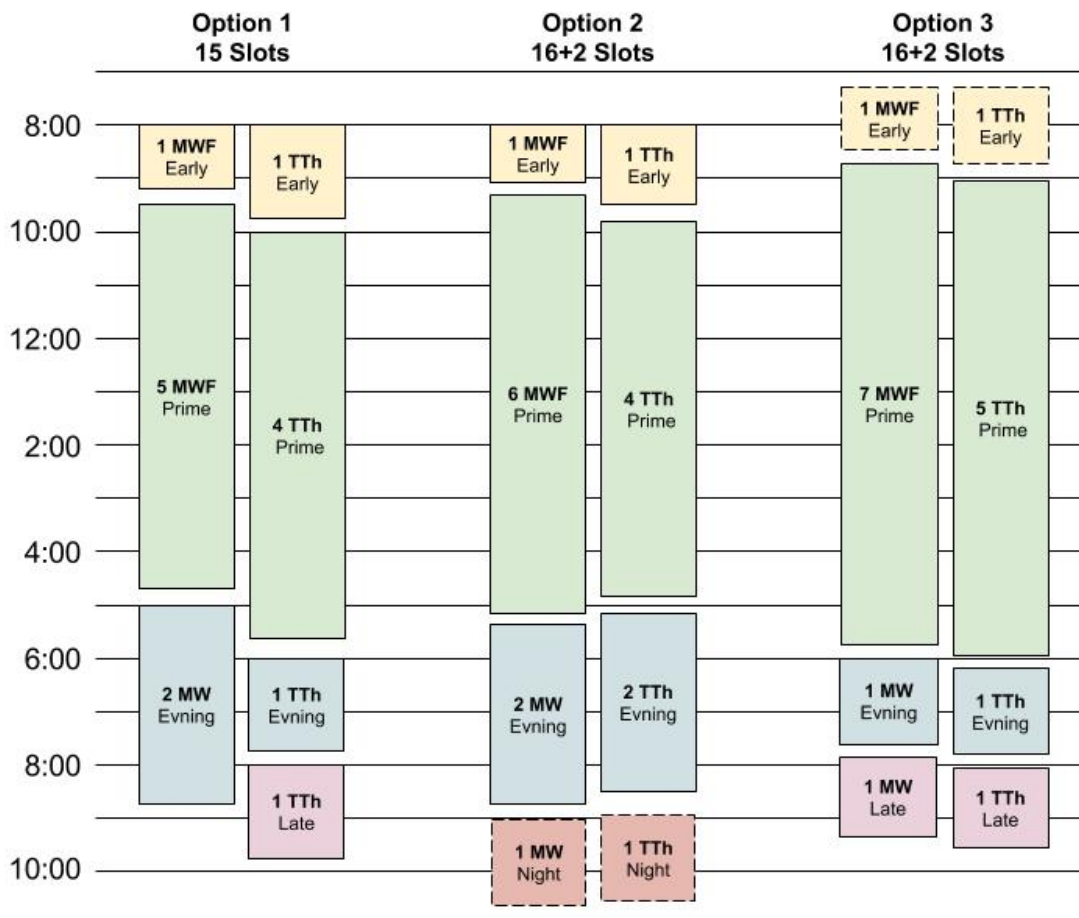 Option 1
15 Slots
Option 2
16+2 Slots
Option 3
16+2 Slots
8:00
10:00
12:00
2:00
4:00
6:00
8:00
10:00
1 MWF
Early
1 TTh
Early
5 MWF
Prime
4 TTh
Prime
2 MW
Evning
1 TTh
Evning
1 TTh
Late
1 MWF
Early
1 TTh
Early
6 MWF
Prime
4 TTh
Prime
2 MW
Evning
2 TTh
Evning
1 MW
Night
1 TTh
Night
1 MWF
Early
1 TTh
Early
7 MWF
Prime
5 TTh
Prime
1 MW
Evning
1 TTh
Evning
1 MW
Late
1 TTh
Late